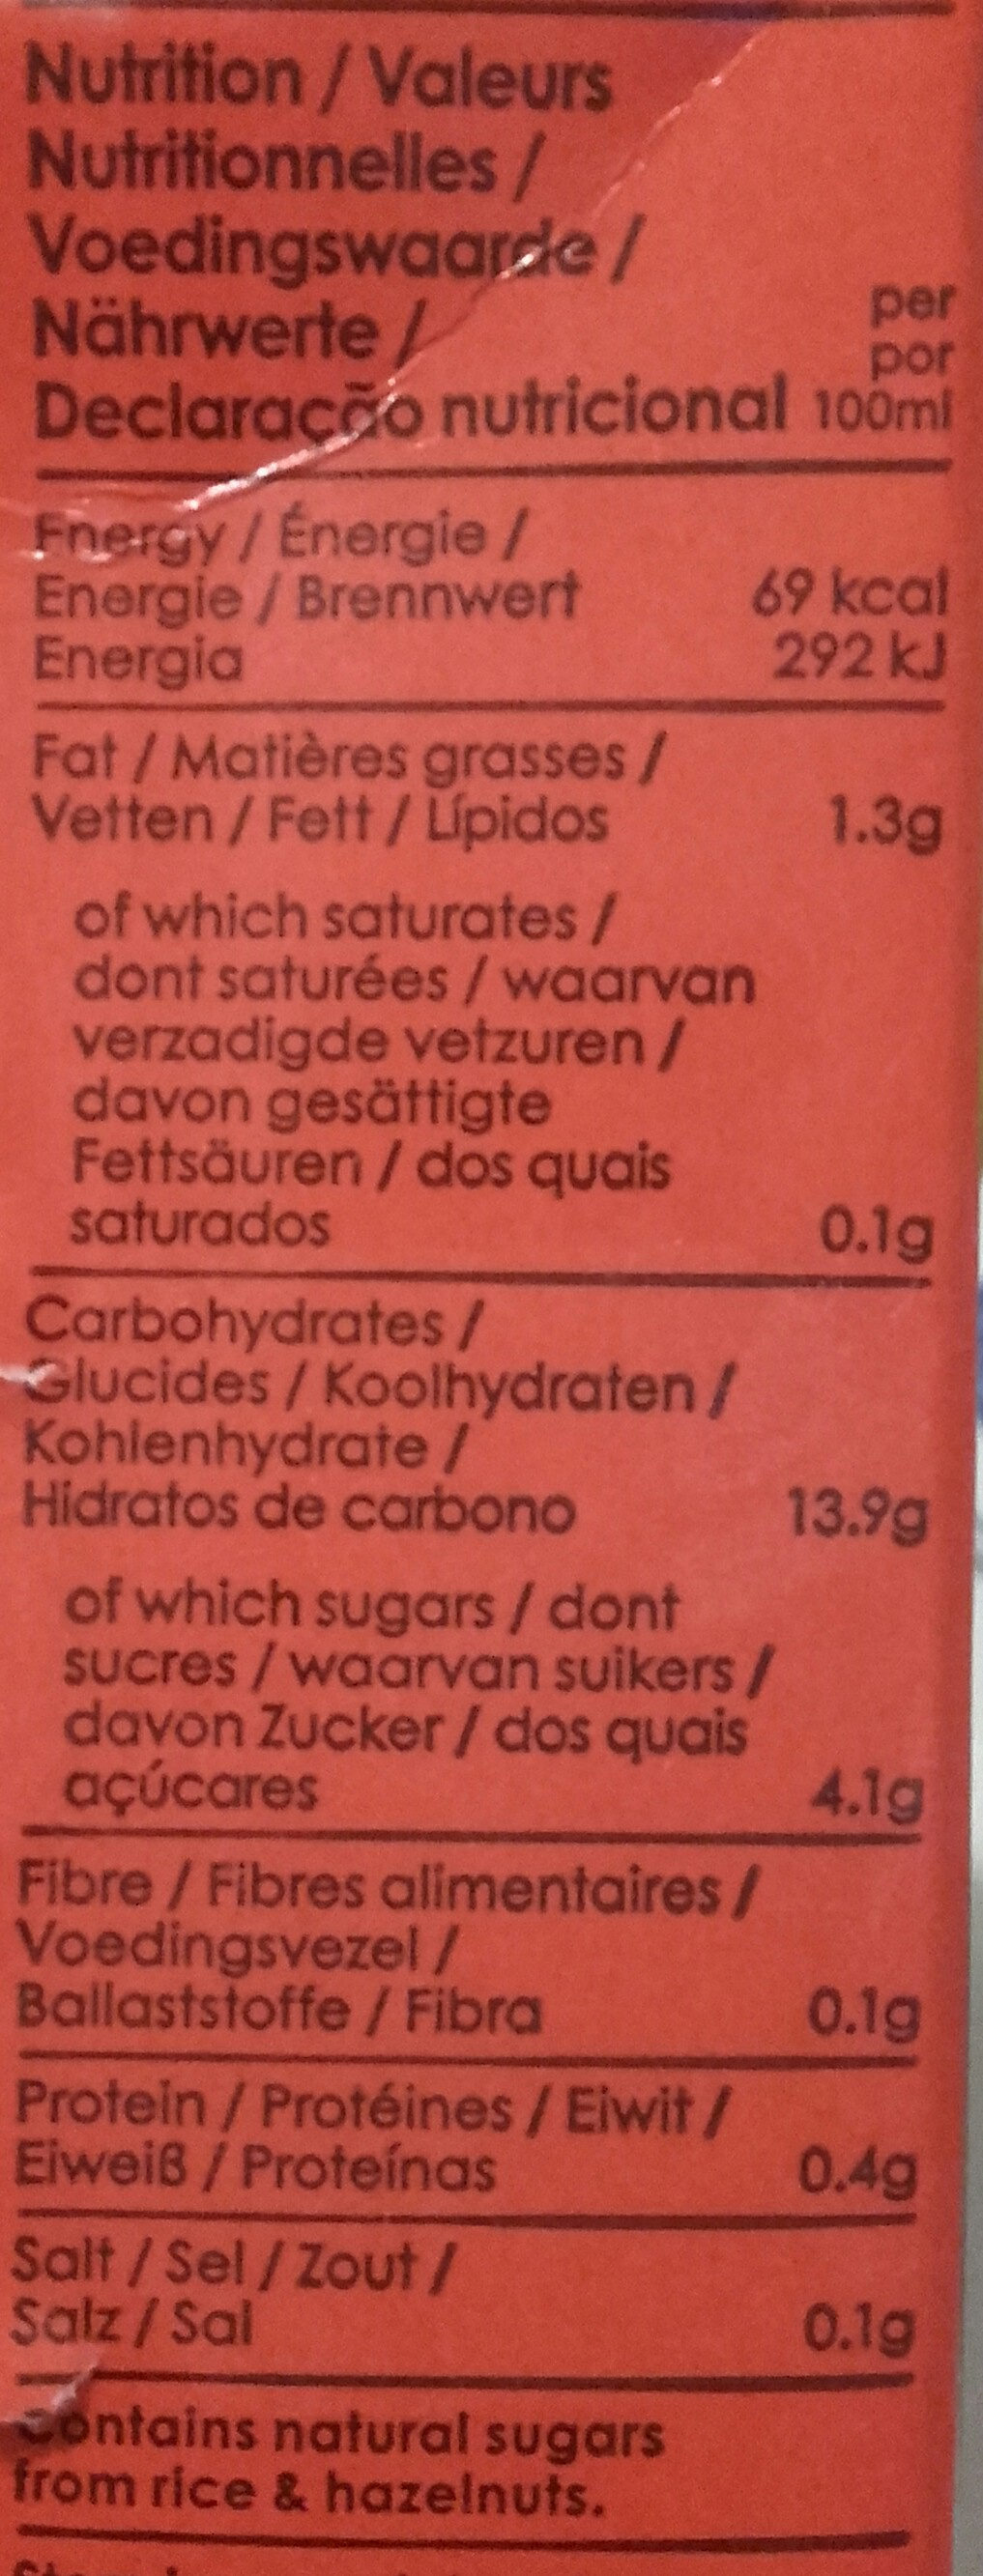 Nutrition / Valeurs
Nutritionnelles /
Voedingswaarde /
Nährwerte /
Declaração nutricional
per
por
100ml
Energy / Énergie /
Energie / Brennwert 69 kcal
Energia 292 kJ
Fat / Matières grasses /
Vetten / Fett / Lípidos 1.3g
of which saturates /
dont saturées / waarvan
verzadigde vetzuren /
davon gesättigte
Fettsäuren / dos quais
saturados 0.1g
Carbohydrates /
Glucides / Koolhydraten /
Kohlenhydrate /
Hidratos de carbono 13.9g
of which sugars / dont
sucres / waarvan suikers /
davon Zucker / dos quais
açúcares 4.1g
Fibre / Fibres alimentaires /
Voedingsvezel /
Ballaststoffe / Fibra 0.1g
Protein / Protéines / Eiwit /
Eiweiß / Proteínas 0.4g
Salt / Sel / Zout /
Salz / Sal 0.1g
Contains natural sugars
from rice & hazelnuts.